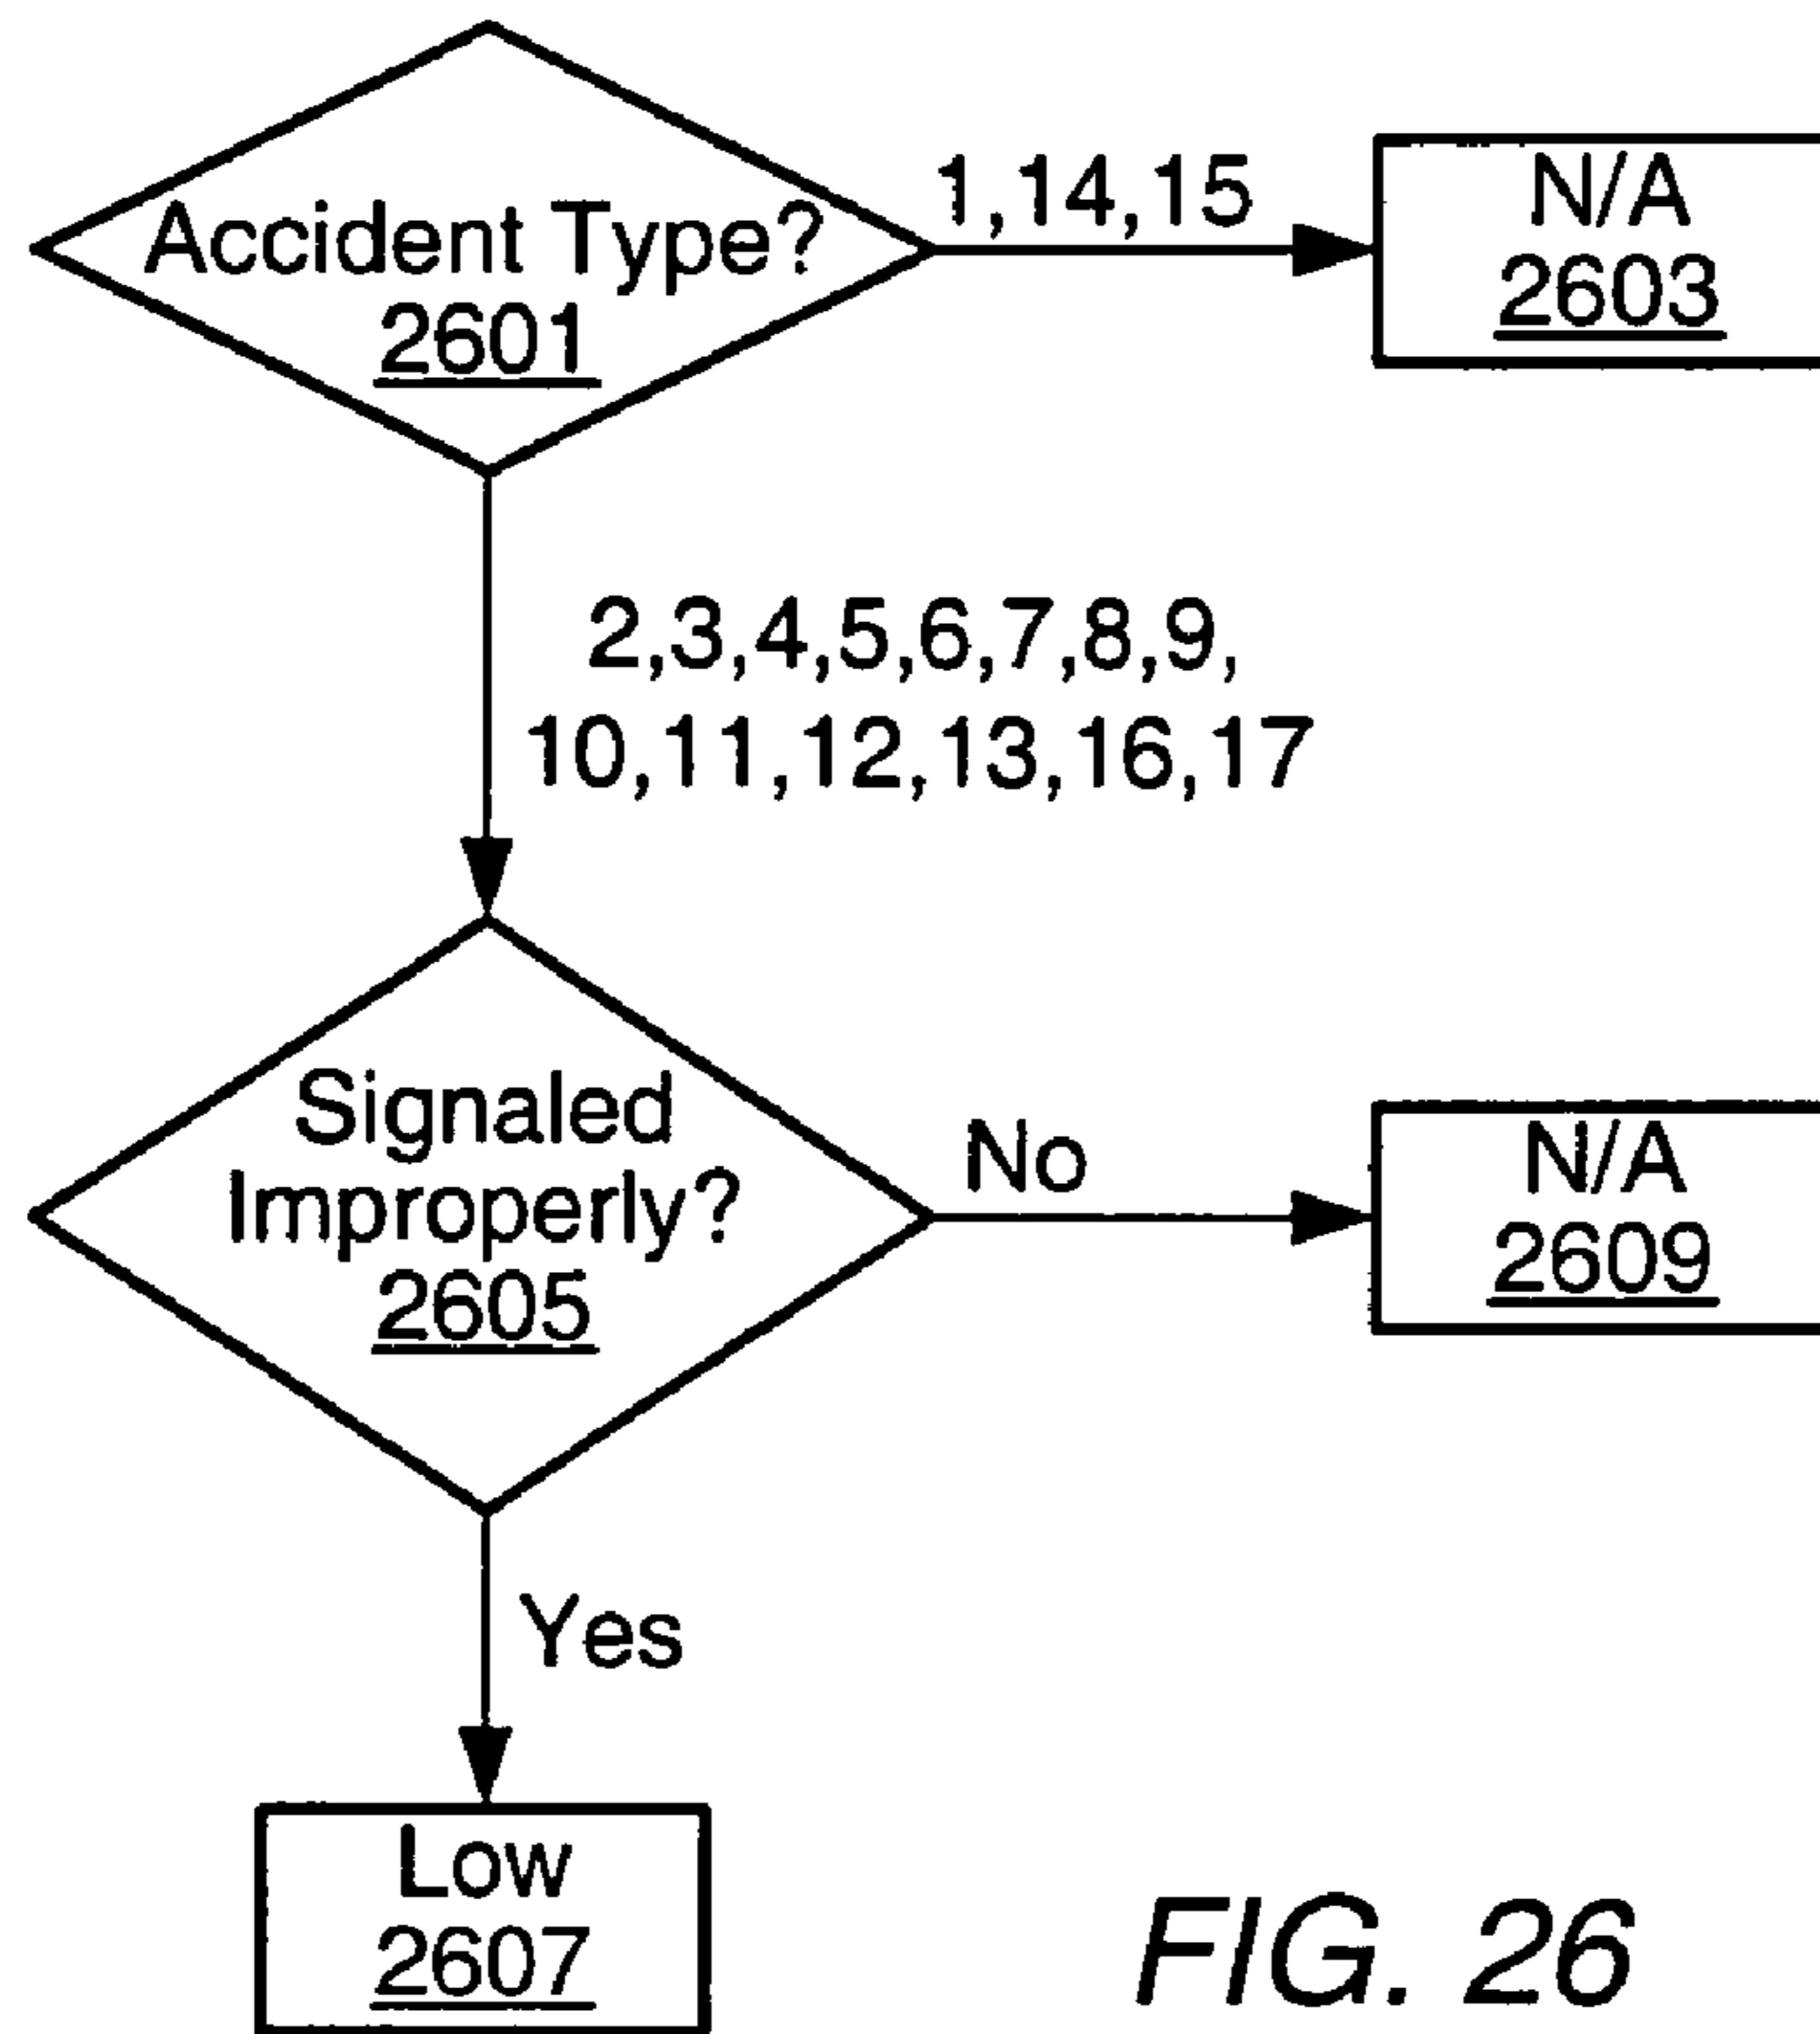 Accident Type?
2601
1,14,15
N/A
2603
2,3,4,5,6,7,8,9,
10,11,12,13,16,17
Signaled
Improperly?
2605
No
N/A
2609
Yes
Low
2607
FIG. 26